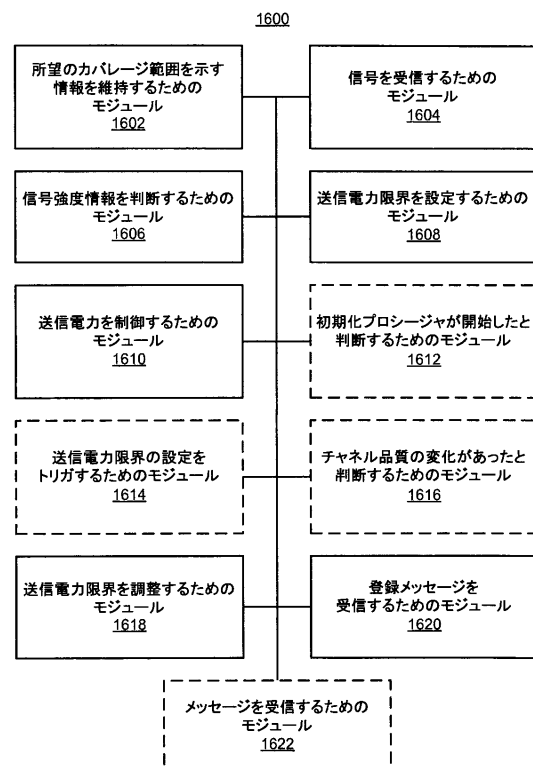 1600
所望のカバレージ範囲を示す
情報を維持するための
モジュール
1602
信号を受信するための
モジュール
1604
信号強度情報を判断するための
モジュール
1606
送信電力限界を設定するための
モジュール
1608
送信電力を制御するための
モジュール
1610
初期化プロシージャが開始したと
判断するためのモジュール
1612
送信電力限界の設定を
トリガするためのモジュール
1614
チャネル品質の変化があったと
判断するためのモジュール
1616
送信電力限界を調整するための
モジュール
1618
登録メッセージを
受信するためのモジュール
1620
メッセージを受信するための
モジュール
1622